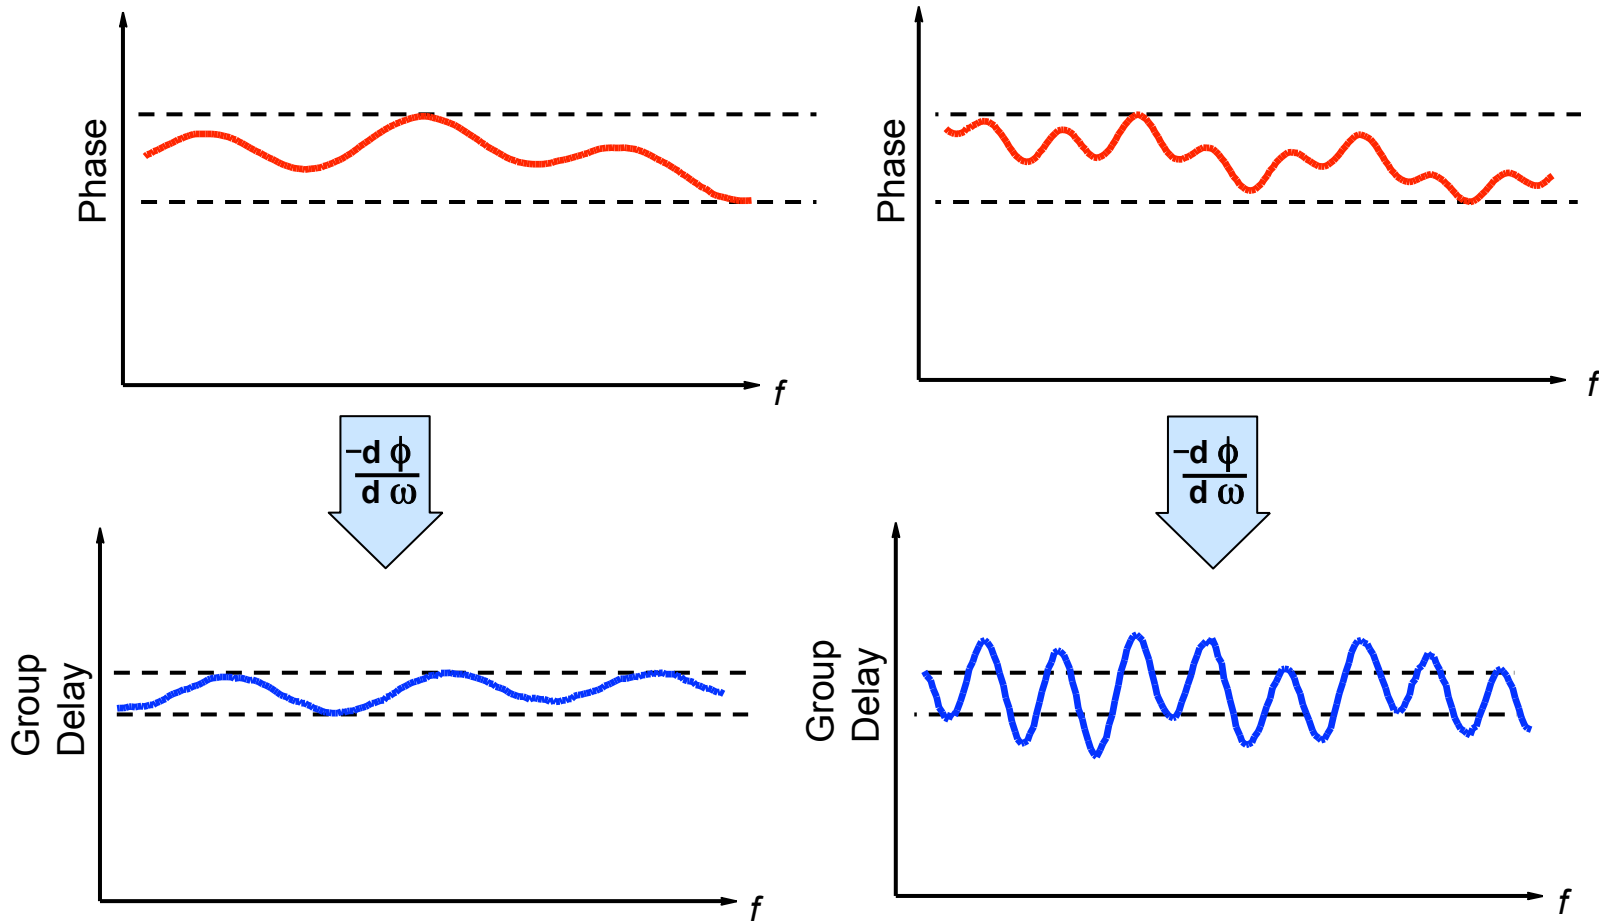 Phase
f
Phase
f
−d ϕ
d ω
−d ϕ
d ω
Group
Delay
f
Group
Delay
f